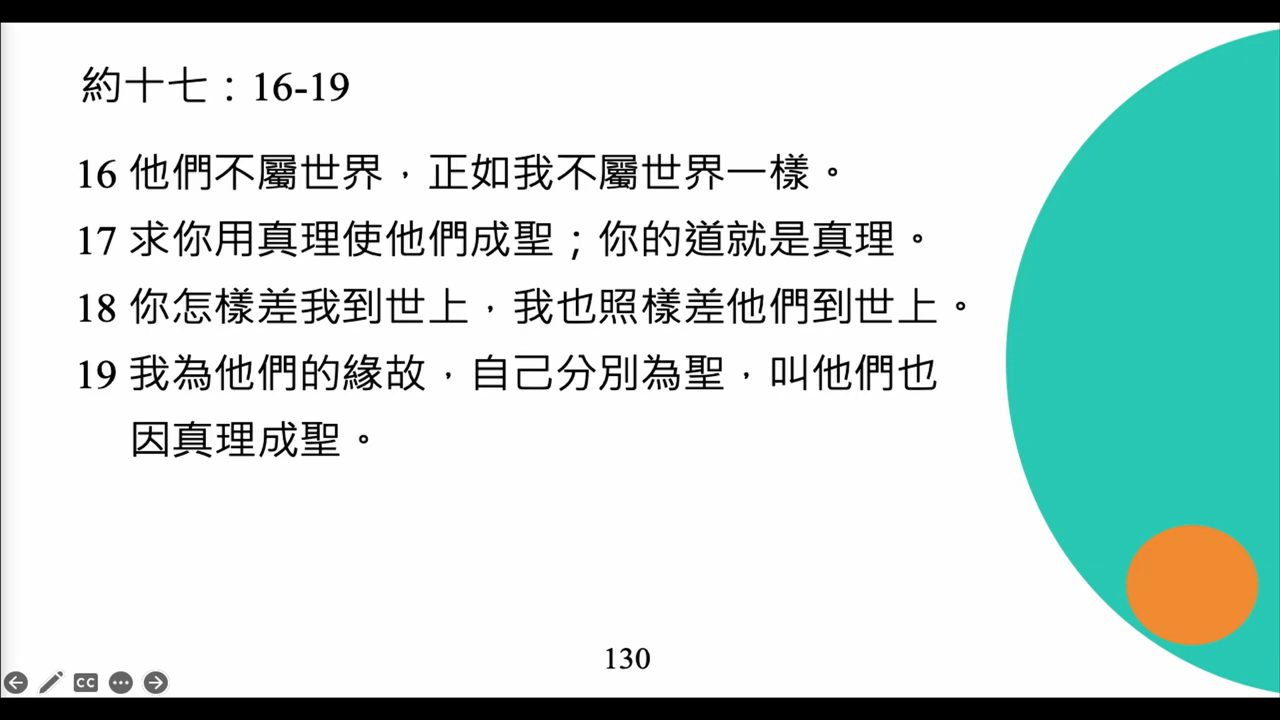 約十七：16-19
16 他們不屬世界，正如我不屬世界一樣。
17 求你用真理使他們成聖；你的道就是真理。
18 你怎樣差我到世上，我也照樣差他們到世上。
19 我為他們的緣故，自己分別為聖，叫他們也
因真理成聖。
130
CC